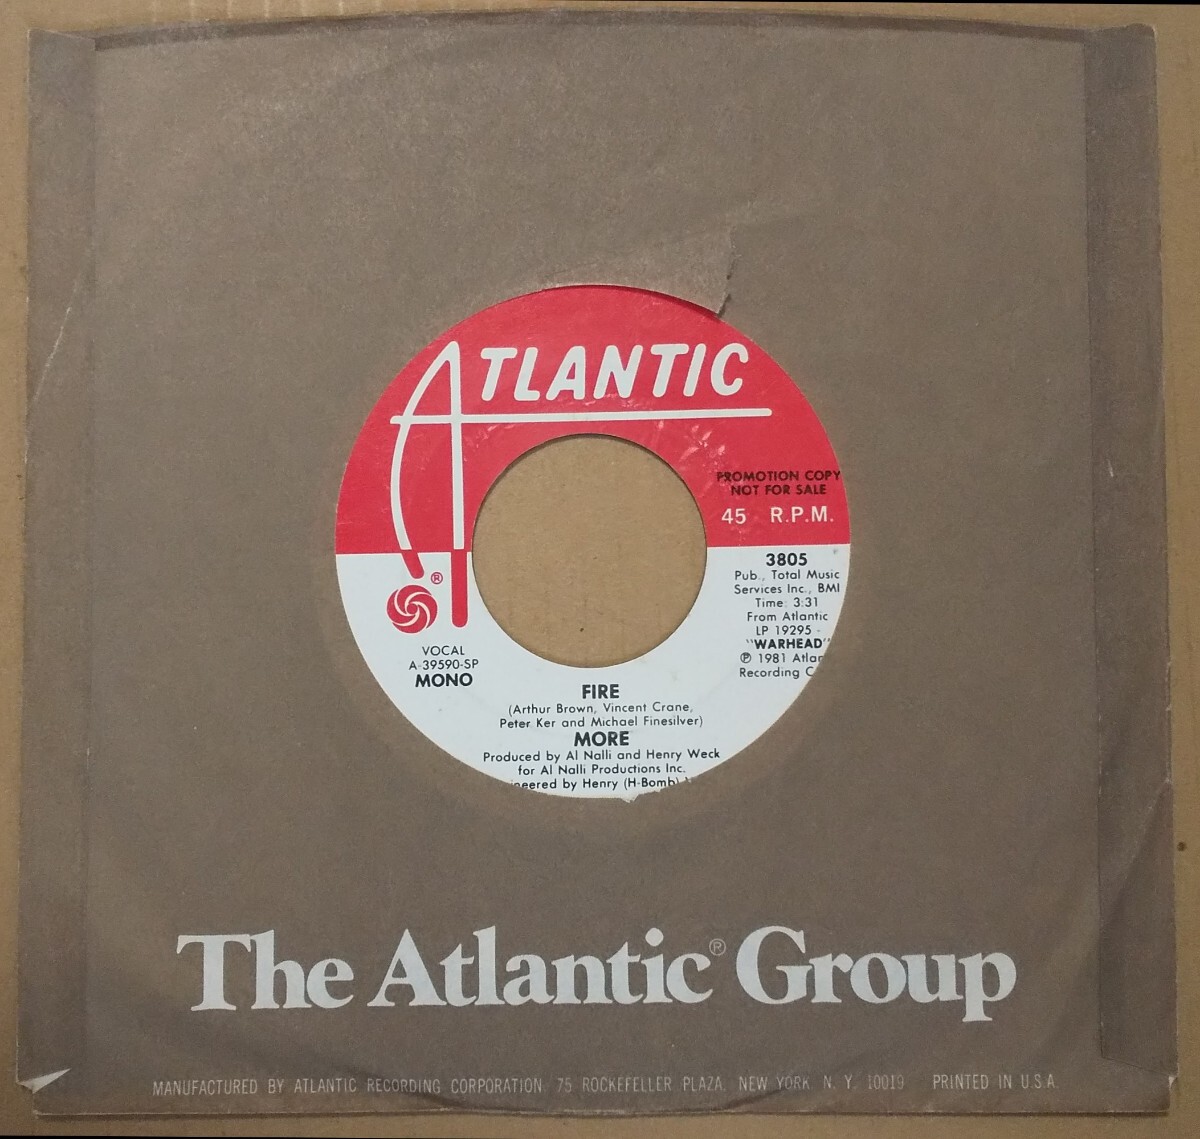 ATLANTIC
PROMOTION COPY
NOT FOR SALE
45 R.P.M.
®
3805
Pub., Total Music
Services Inc., BMI
Time: 3:31
From Atlantic
LP 19295 -
"WARHEAD"
℗ 1981 Atlan
Recording C
VOCAL
A-39590-SP
MONO
FIRE
(Arthur Brown, Vincent Crane,
Peter Ker and Michael Finesilver)
MORE
Produced by Al Nalli and Henry Weck
for Al Nalli Productions Inc.
neered by Henry (H-Bomb)
The Atlantic® Group
MANUFACTURED BY ATLANTIC RECORDING CORPORATION, 75 ROCKEFELLER PLAZA, NEW YORK, N. Y. 10019 PRINTED IN U.S.A.